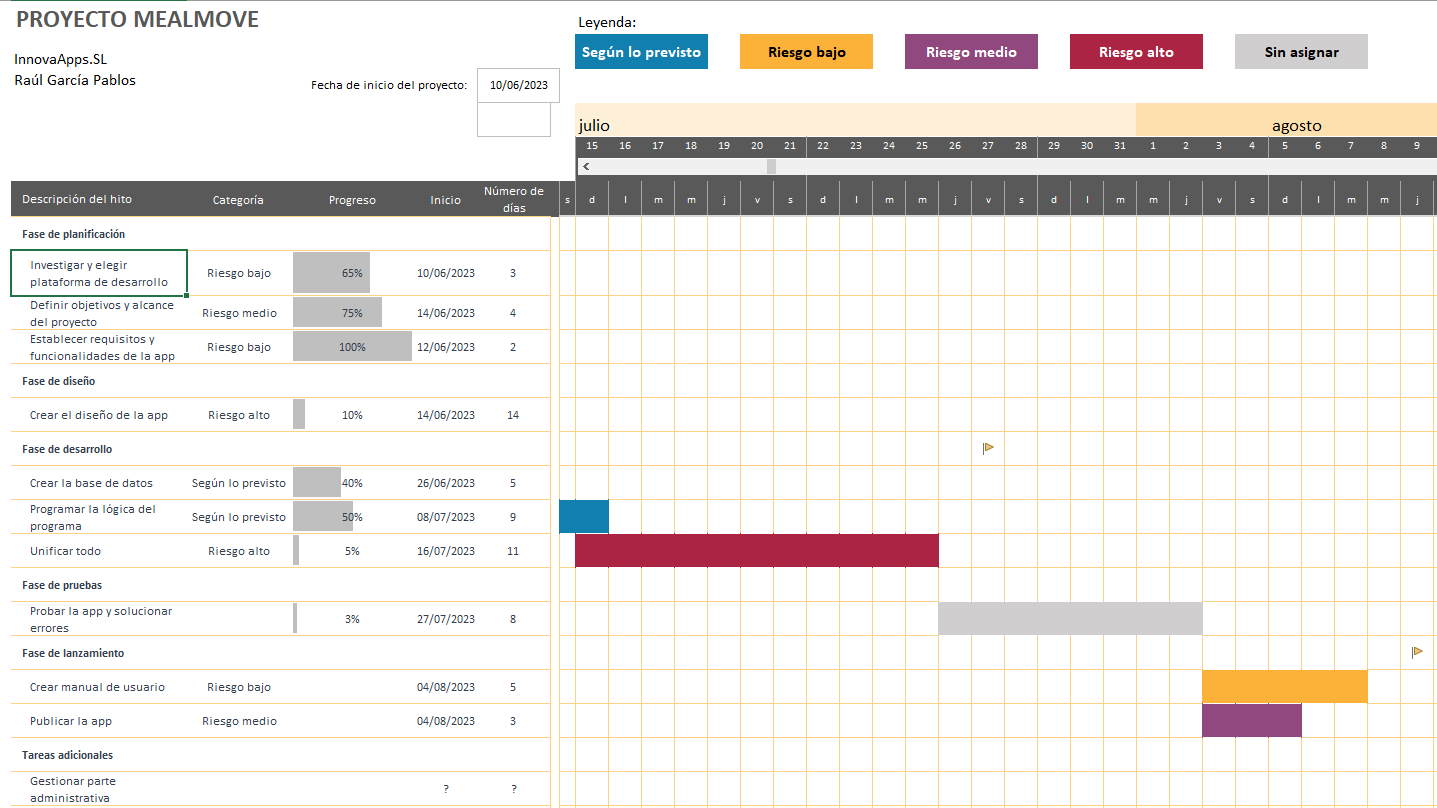 PROYECTO MEALMOVE
InnovaApps.SL
Raúl García Pablos
Fecha de inicio del proyecto: 10/06/2023
Leyenda:
Según lo previsto Riesgo bajo Riesgo medio Riesgo alto Sin asignar
julio agosto
15 16 17 18 19 20 21 22 23 24 25 26 27 28 29 30 31 1 2 3 4 5 6 7 8 9
Descripción del hito Categoría Progreso Inicio Número de días s d l m m j v s d l m m j v s d l m m j v s d l m m j
Fase de planificación
Investigar y elegir
plataforma de desarrollo Riesgo bajo 65% 10/06/2023 3
Definir objetivos y alcance
del proyecto Riesgo medio 75% 14/06/2023 4
Establecer requisitos y
funcionalidades de la app Riesgo bajo 100% 12/06/2023 2
Fase de diseño
Crear el diseño de la app Riesgo alto 10% 14/06/2023 14
Fase de desarrollo
Crear la base de datos Según lo previsto 40% 26/06/2023 5
Programar la lógica del
programa Según lo previsto 50% 08/07/2023 9
Unificar todo Riesgo alto 5% 16/07/2023 11
Fase de pruebas
Probar la app y solucionar
errores 3% 27/07/2023 8
Fase de lanzamiento
Crear manual de usuario Riesgo bajo 04/08/2023 5
Publicar la app Riesgo medio 04/08/2023 3
Tareas adicionales
Gestionar parte
administrativa ? ?